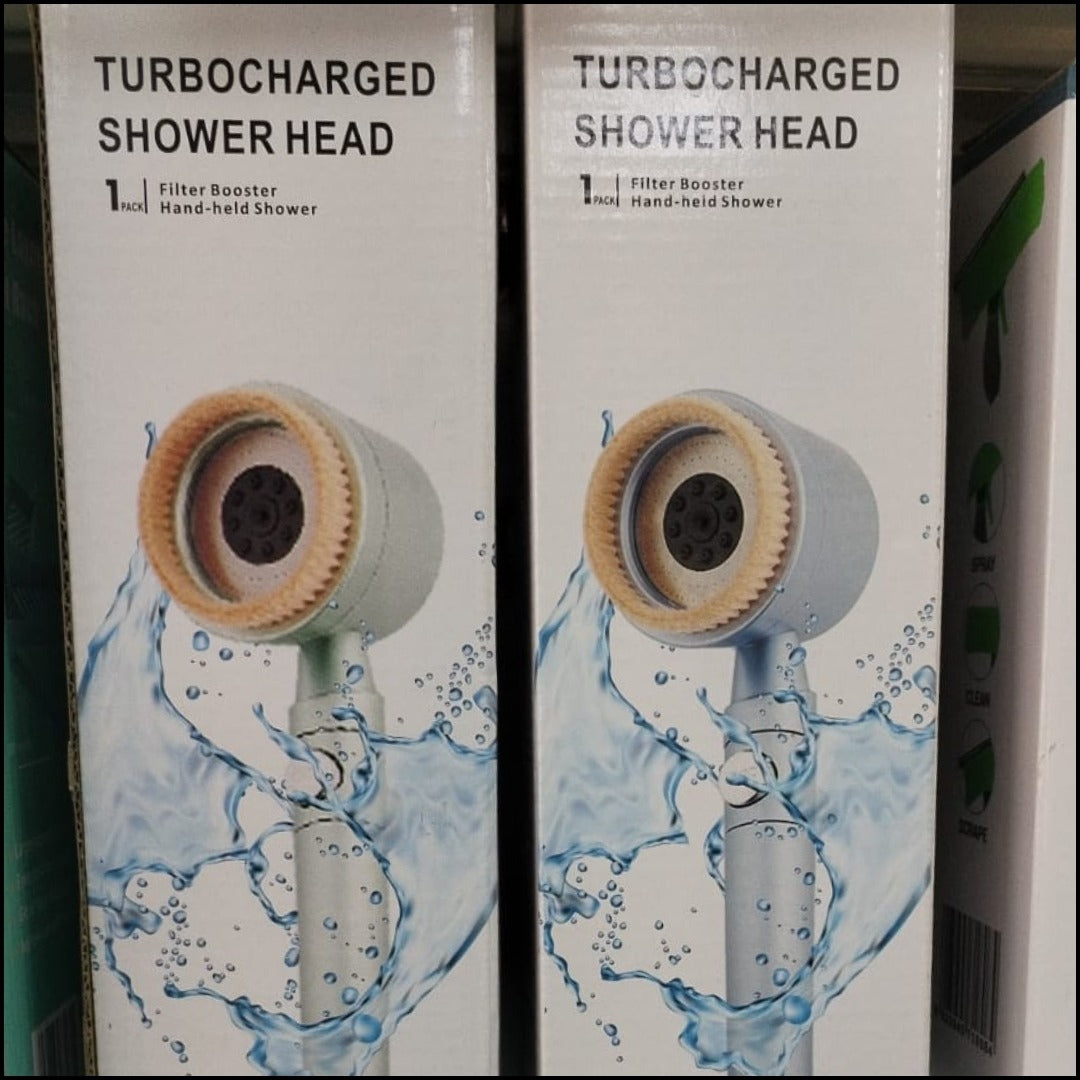 TURBOCHARGED
SHOWER HEAD
1 PACK
Filter Booster
Hand-held Shower
TURBOCHARGED
SHOWER HEAD
1 PACK
Filter Booster
Hand-held Shower
SPRAY
CLEAN
SCRAPE